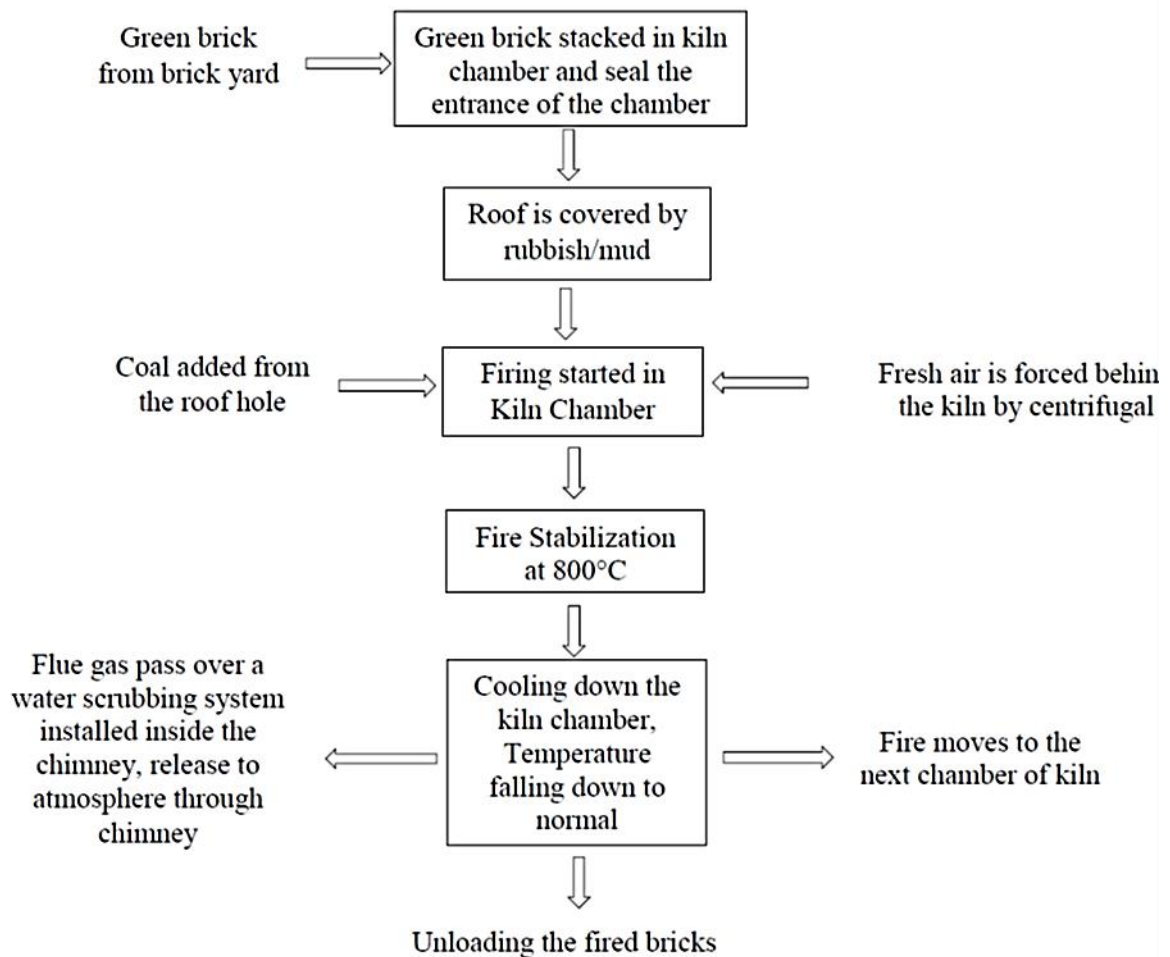 Green brick
from brick yard
Green brick stacked in kiln
chamber and seal the
entrance of the chamber
Roof is covered by
rubbish/mud
Coal added from
the roof hole
Firing started in
Kiln Chamber
Fresh air is forced behin
the kiln by centrifugal
Fire Stabilization
at 800°C
Flue gas pass over a
water scrubbing system
installed inside the
chimney, release to
atmosphere through
chimney
Cooling down the
kiln chamber,
Temperature
falling down to
normal
Fire moves to the
next chamber of kiln
Unloading the fired bricks